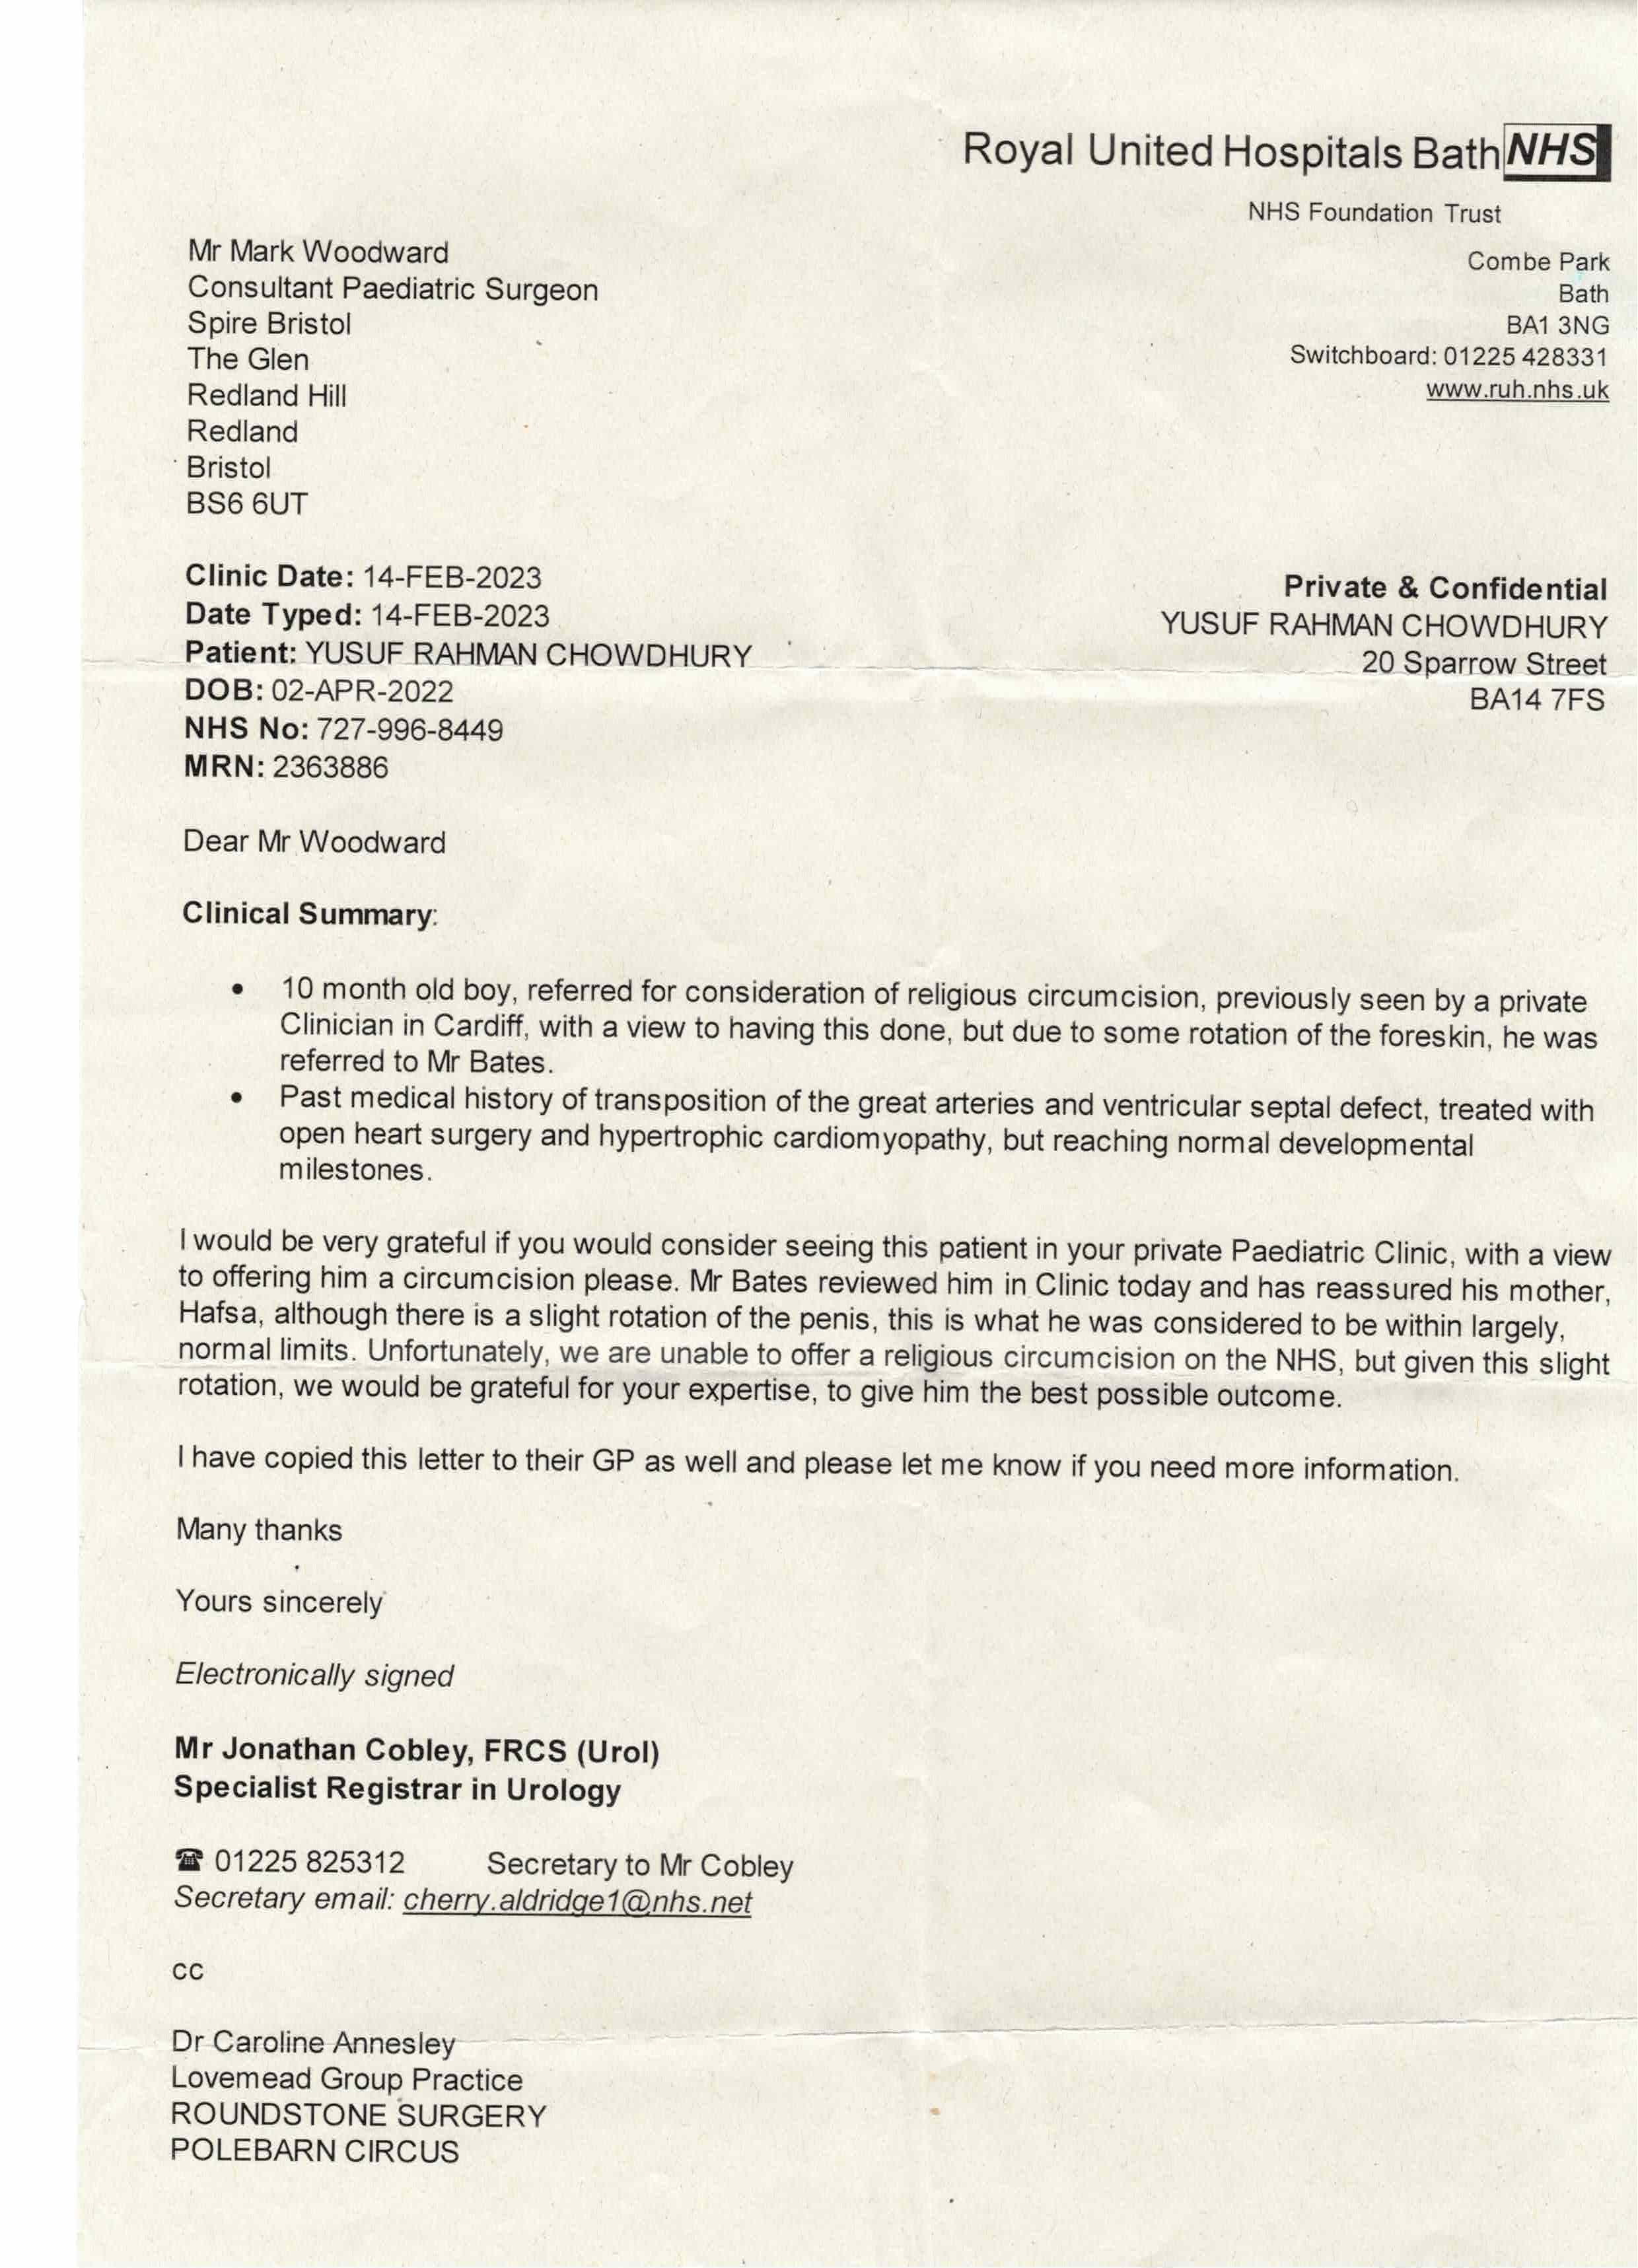 Royal United Hospitals Bath NHS
NHS Foundation Trust
Combe Park
Bath
BA1 3NG
Switchboard: 01225 428331
www.ruh.nhs.uk
Mr Mark Woodward
Consultant Paediatric Surgeon
Spire Bristol
The Glen
Redland Hill
Redland
Bristol
BS6 6UT
Private & Confidential
YUSUF RAHMAN CHOWDHURY
20 Sparrow Street
BA14 7FS
Clinic Date: 14-FEB-2023
Date Typed: 14-FEB-2023
Patient: YUSUF RAHMAN CHOWDHURY
DOB: 02-APR-2022
NHS No: 727-996-8449
MRN: 2363886
Dear Mr Woodward
Clinical Summary:
• 10 month old boy, referred for consideration of religious circumcision, previously seen by a private
Clinician in Cardiff, with a view to having this done, but due to some rotation of the foreskin, he was
referred to Mr Bates.
• Past medical history of transposition of the great arteries and ventricular septal defect, treated with
open heart surgery and hypertrophic cardiomyopathy, but reaching normal developmental
milestones.
I would be very grateful if you would consider seeing this patient in your private Paediatric Clinic, with a view
to offering him a circumcision please. Mr Bates reviewed him in Clinic today and has reassured his mother,
Hafsa, although there is a slight rotation of the penis, this is what he was considered to be within largely,
normal limits. Unfortunately, we are unable to offer a religious circumcision on the NHS, but given this slight
rotation, we would be grateful for your expertise, to give him the best possible outcome.
I have copied this letter to their GP as well and please let me know if you need more information.
Many thanks
Yours sincerely
Electronically signed
Mr Jonathan Cobley, FRCS (Urol)
Specialist Registrar in Urology
☎ 01225 825312 Secretary to Mr Cobley
Secretary email: cherry.aldridge1@nhs.net
cc
Dr Caroline Annesley
Lovemead Group Practice
ROUNDSTONE SURGERY
POLEBARN CIRCUS